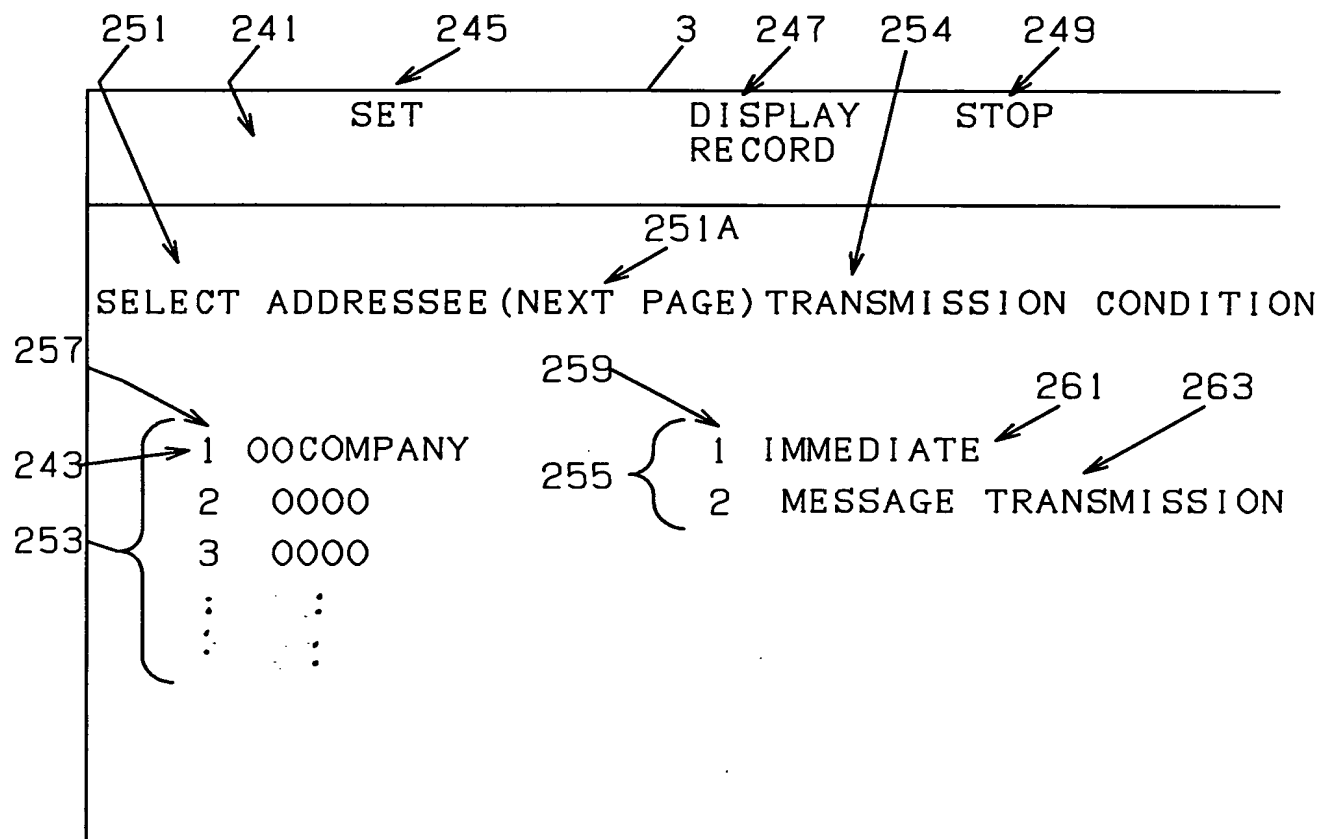 251 241 245 3 247 254 249
SET DISPLAY RECORD STOP
251A
SELECT ADDRESSEE (NEXT PAGE) TRANSMISSION CONDITION
257 259 261 263
243 1 OOCOMPANY 255 1 IMMEDIATE
2 OOOO 2 MESSAGE TRANSMISSION
253 3 OOOO